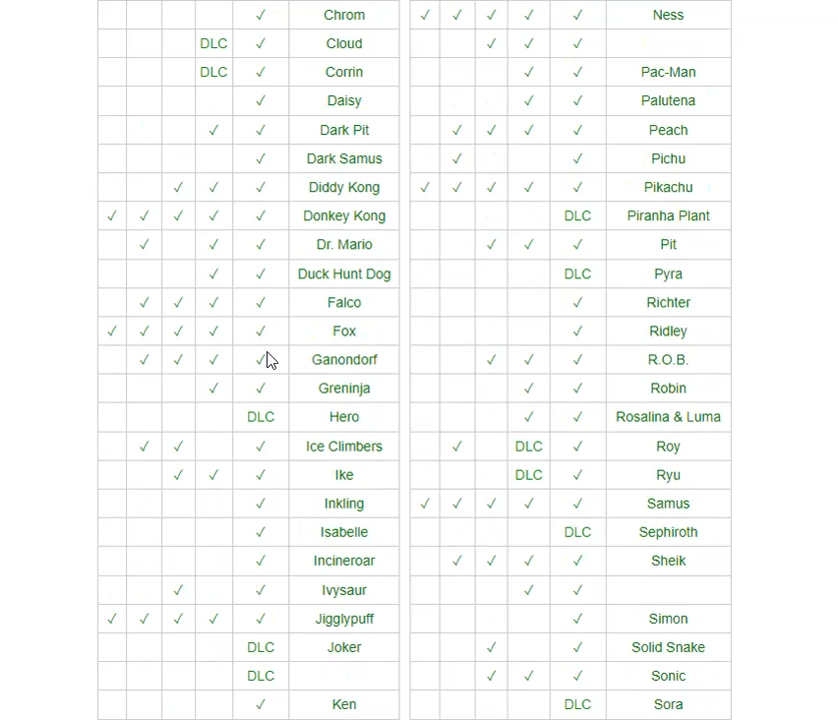 ✓ Chrom ✓ ✓ ✓ ✓ ✓ Ness
DLC ✓ Cloud ✓ ✓ ✓
DLC ✓ Corrin ✓ ✓ Pac-Man
✓ Daisy ✓ ✓ Palutena
✓ ✓ Dark Pit ✓ ✓ ✓ ✓ Peach
✓ Dark Samus ✓ ✓ Pichu
✓ ✓ ✓ Diddy Kong ✓ ✓ ✓ ✓ ✓ Pikachu
✓ ✓ ✓ ✓ ✓ Donkey Kong DLC Piranha Plant
✓ ✓ ✓ Dr. Mario ✓ ✓ ✓ Pit
✓ ✓ Duck Hunt Dog DLC Pyra
✓ ✓ ✓ ✓ Falco ✓ Richter
✓ ✓ ✓ ✓ ✓ Fox ✓ Ridley
✓ ✓ ✓ ✓ Ganondorf ✓ ✓ ✓ R.O.B.
✓ ✓ Greninja ✓ ✓ Robin
DLC Hero ✓ ✓ Rosalina & Luma
✓ ✓ ✓ Ice Climbers ✓ DLC ✓ Roy
✓ ✓ ✓ Ike DLC ✓ Ryu
✓ Inkling ✓ ✓ ✓ ✓ ✓ Samus
✓ Isabelle DLC Sephiroth
✓ Incineroar ✓ ✓ ✓ ✓ Sheik
✓ ✓ Ivysaur ✓ ✓
✓ ✓ ✓ ✓ ✓ Jigglypuff ✓ Simon
DLC Joker ✓ ✓ Solid Snake
DLC ✓ ✓ ✓ Sonic
✓ Ken DLC Sora